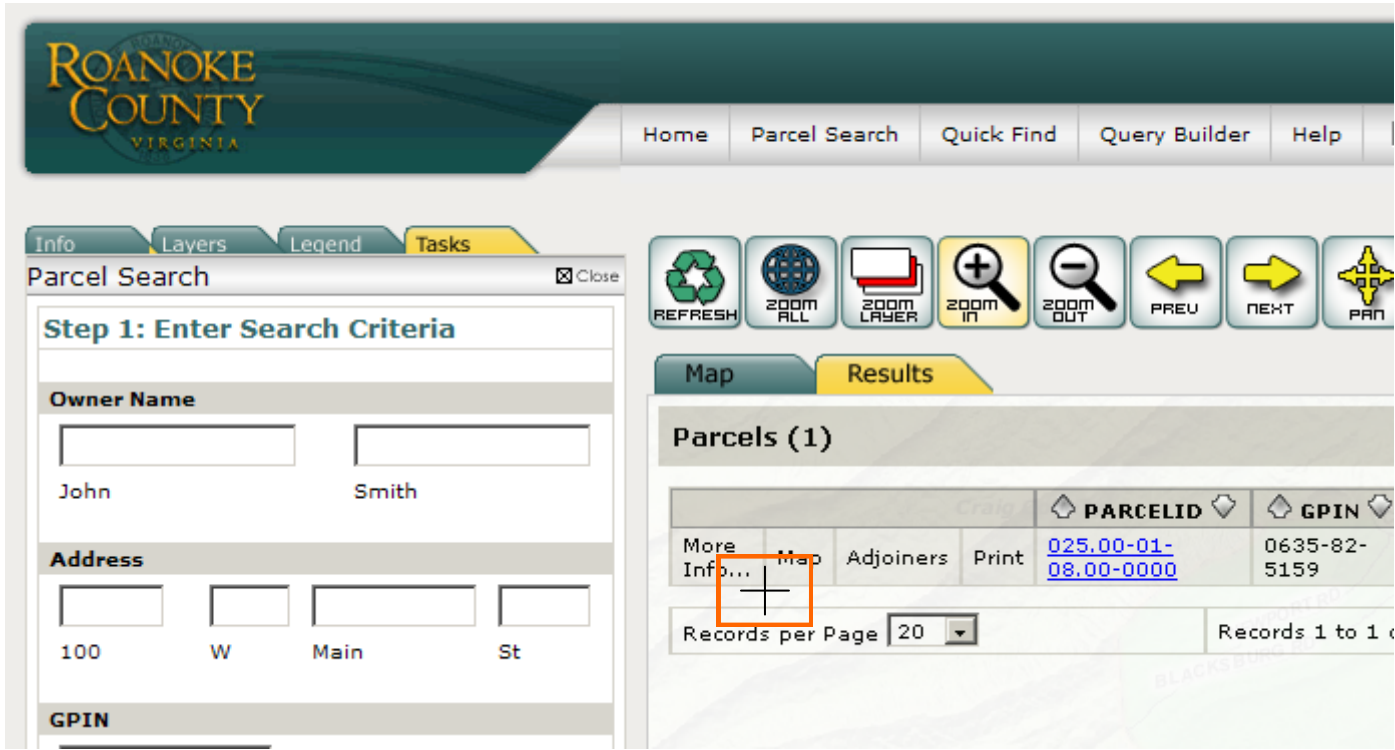 ROANOKE
COUNTY
VIRGINIA
Home Parcel Search Quick Find Query Builder Help
Info Layers Legend Tasks
Parcel Search Close
REFRESH ZOOM ALL ZOOM LAYER ZOOM IN ZOOM OUT PREV NEXT PAN
Step 1: Enter Search Criteria
Map Results
Owner Name
Parcels (1)
John Smith
PARCELID GPIN
More Info... Map Adjoiners Print 025.00-01-08.00-0000 0635-82-5159
Address
Records per Page 20 Records 1 to 1
100 W Main St
BLACKSBURG RD
GPIN